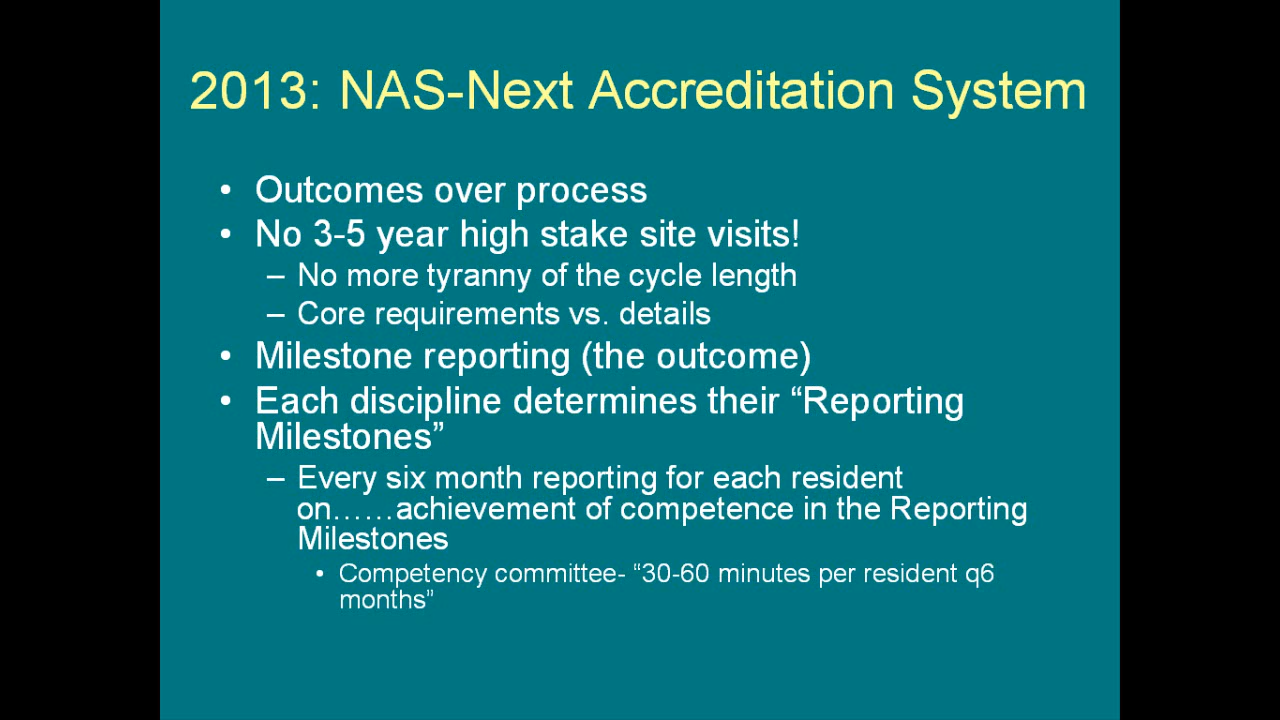 2013: NAS-Next Accreditation System
• Outcomes over process
• No 3-5 year high stake site visits!
– No more tyranny of the cycle length
– Core requirements vs. details
• Milestone reporting (the outcome)
• Each discipline determines their “Reporting
Milestones”
– Every six month reporting for each resident
on……achievement of competence in the Reporting
Milestones
• Competency committee- “30-60 minutes per resident q6
months”